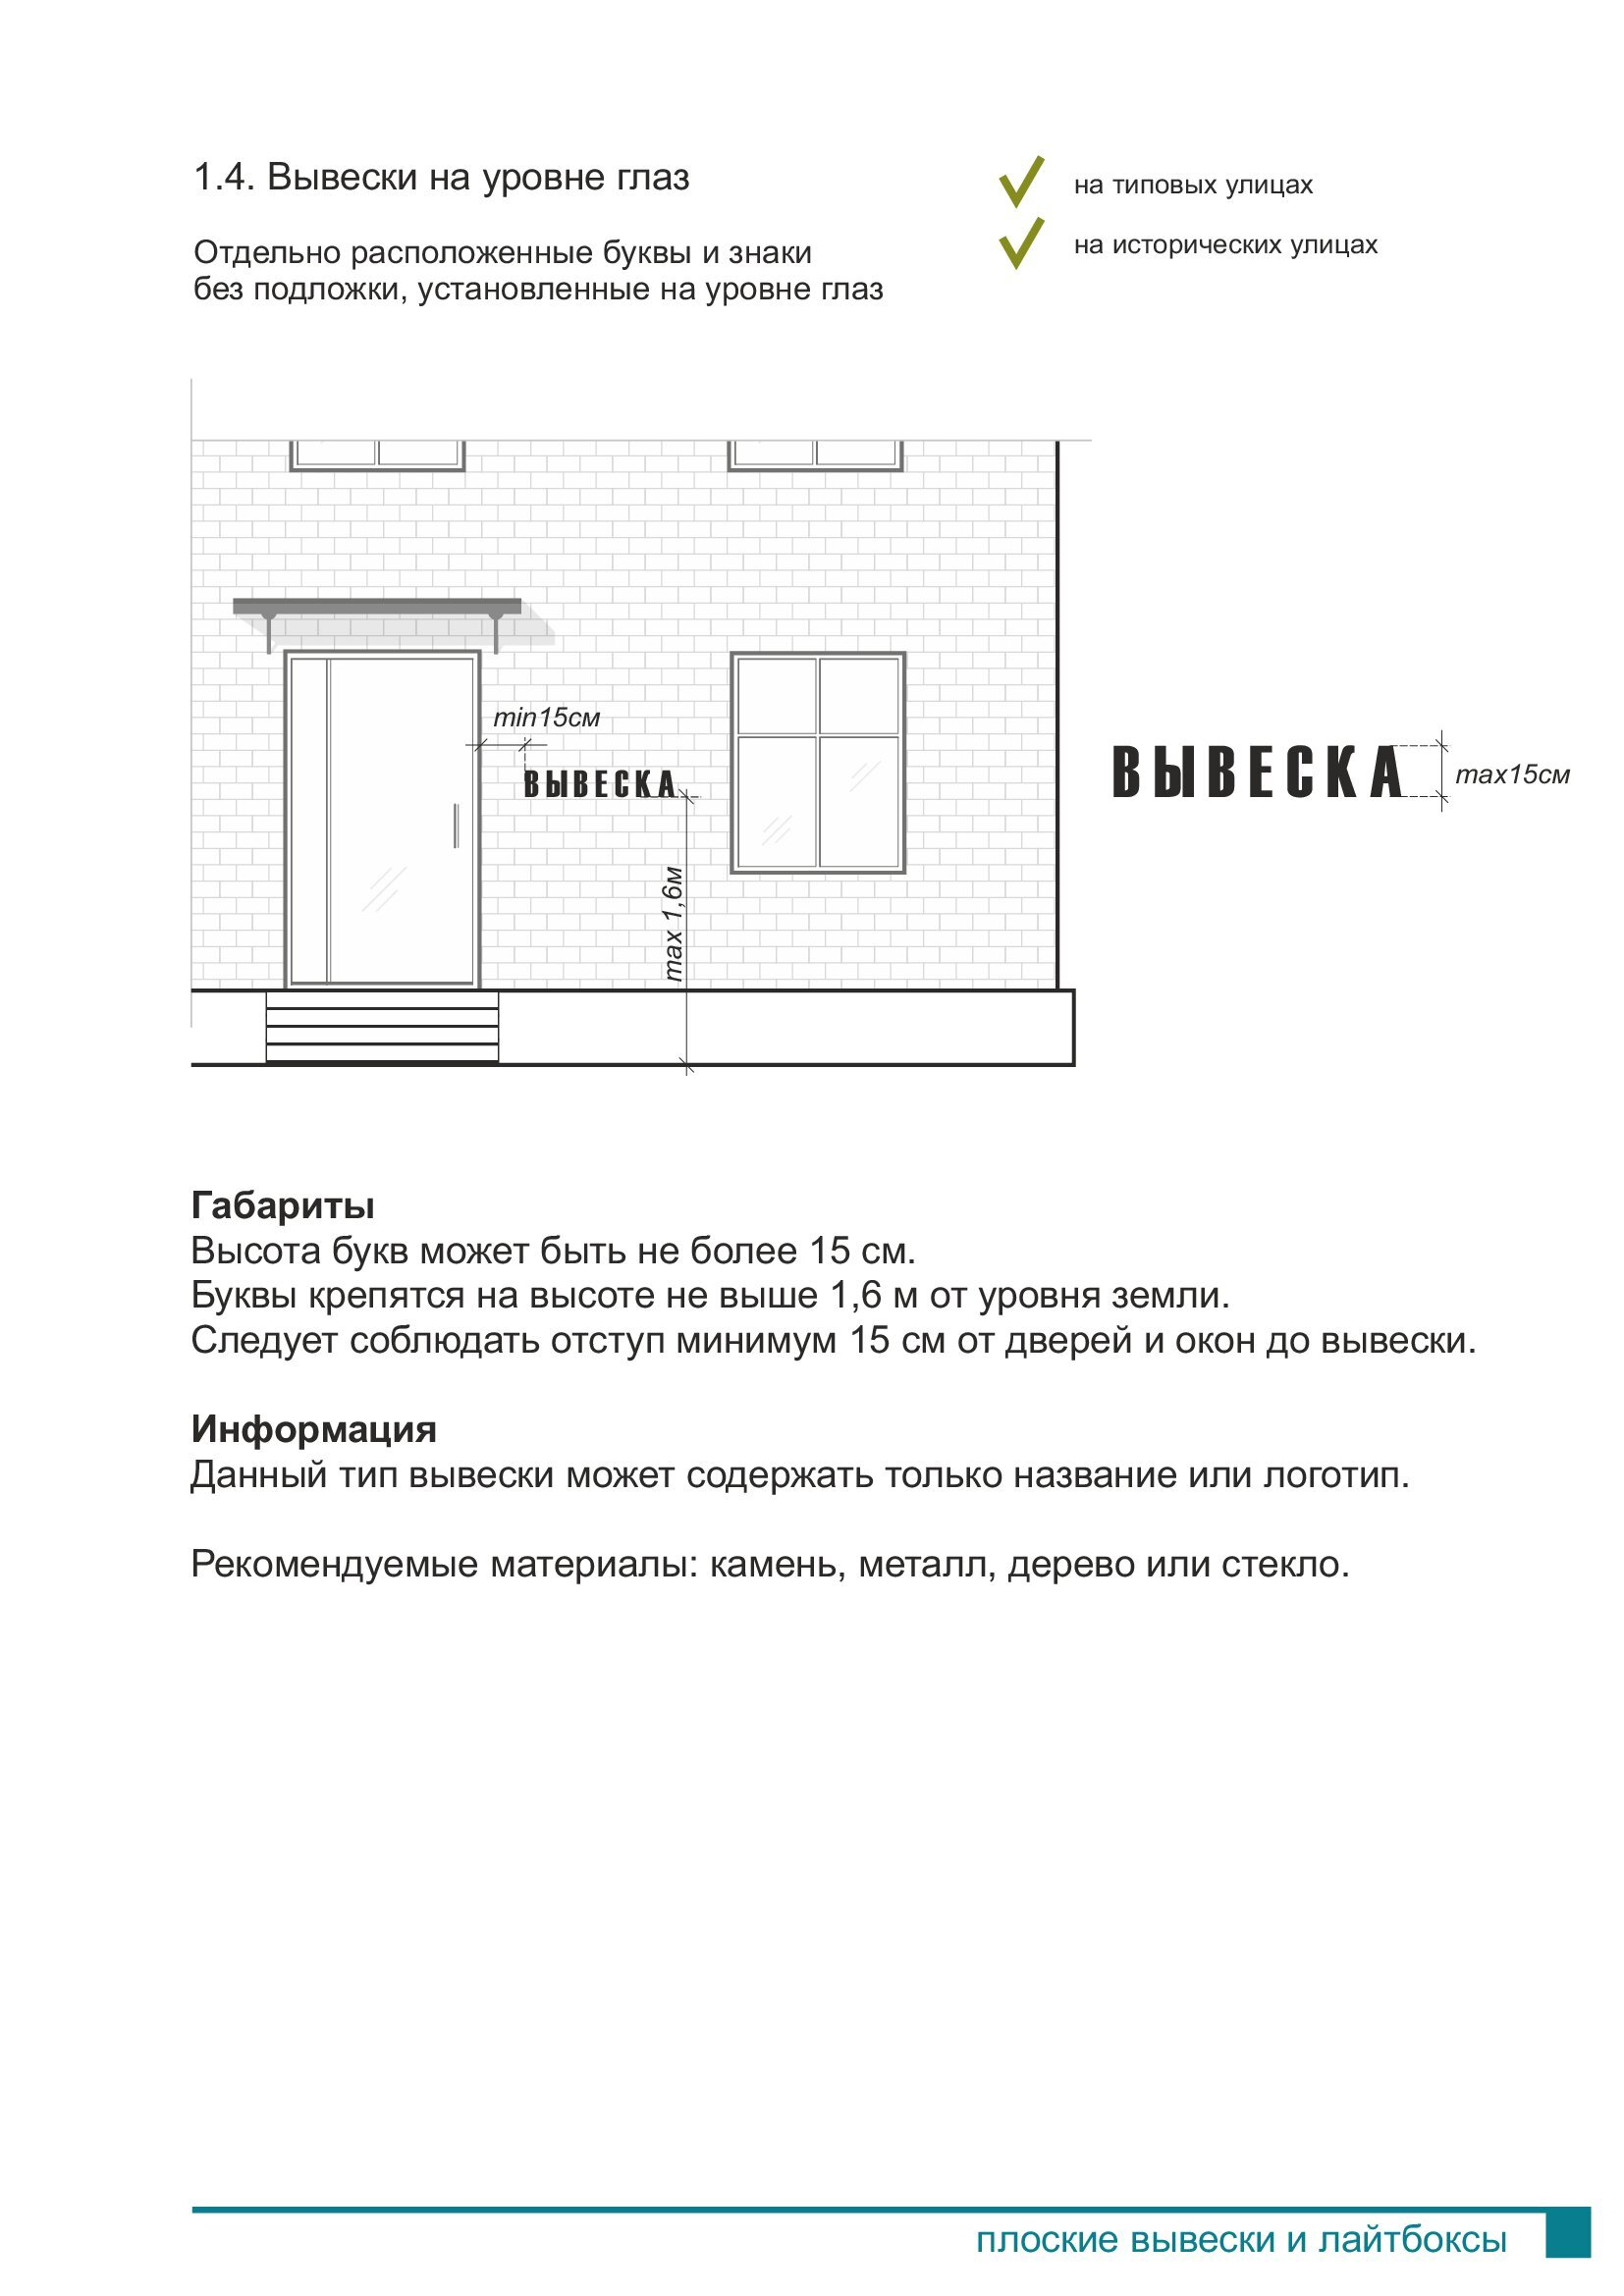 1.4. Вывески на уровне глаз
на типовых улицах
на исторических улицах
Отдельно расположенные буквы и знаки
без подложки, установленные на уровне глаз
min15см
ВЫВЕСКА
max 1,6м
ВЫВЕСКА
max15см
Габариты
Высота букв может быть не более 15 см.
Буквы крепятся на высоте не выше 1,6 м от уровня земли.
Следует соблюдать отступ минимум 15 см от дверей и окон до вывески.
Информация
Данный тип вывески может содержать только название или логотип.
Рекомендуемые материалы: камень, металл, дерево или стекло.
плоские вывески и лайтбоксы